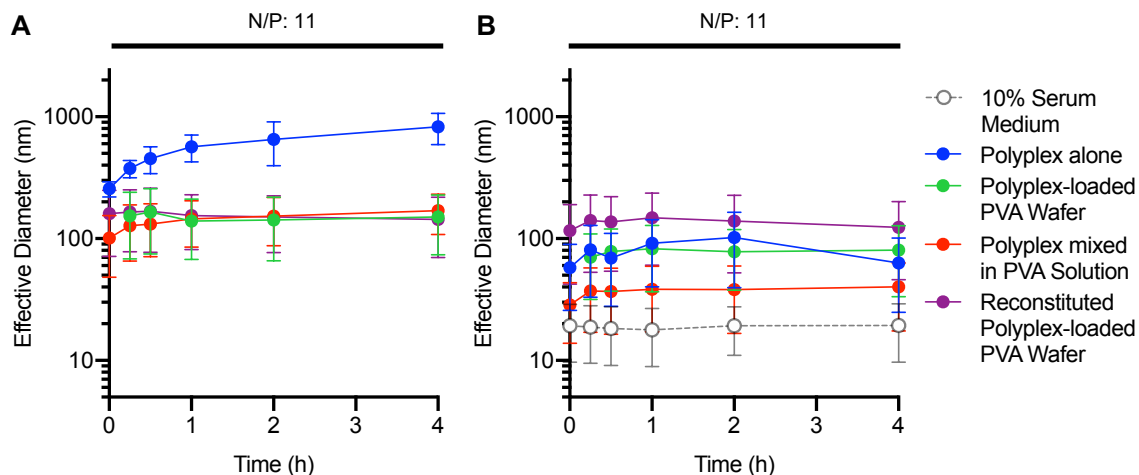 N/P: 11
A
1000
100
10
Effective Diameter (nm)
0
1
2
4
Time (h)
N/P: 11
B
1000
100
10
Effective Diameter (nm)
0
1
2
4
Time (h)
10% Serum
Medium
Polyplex alone
Polyplex-loaded
PVA Wafer
Polyplex mixed
in PVA Solution
Reconstituted
Polyplex-loaded
PVA Wafer